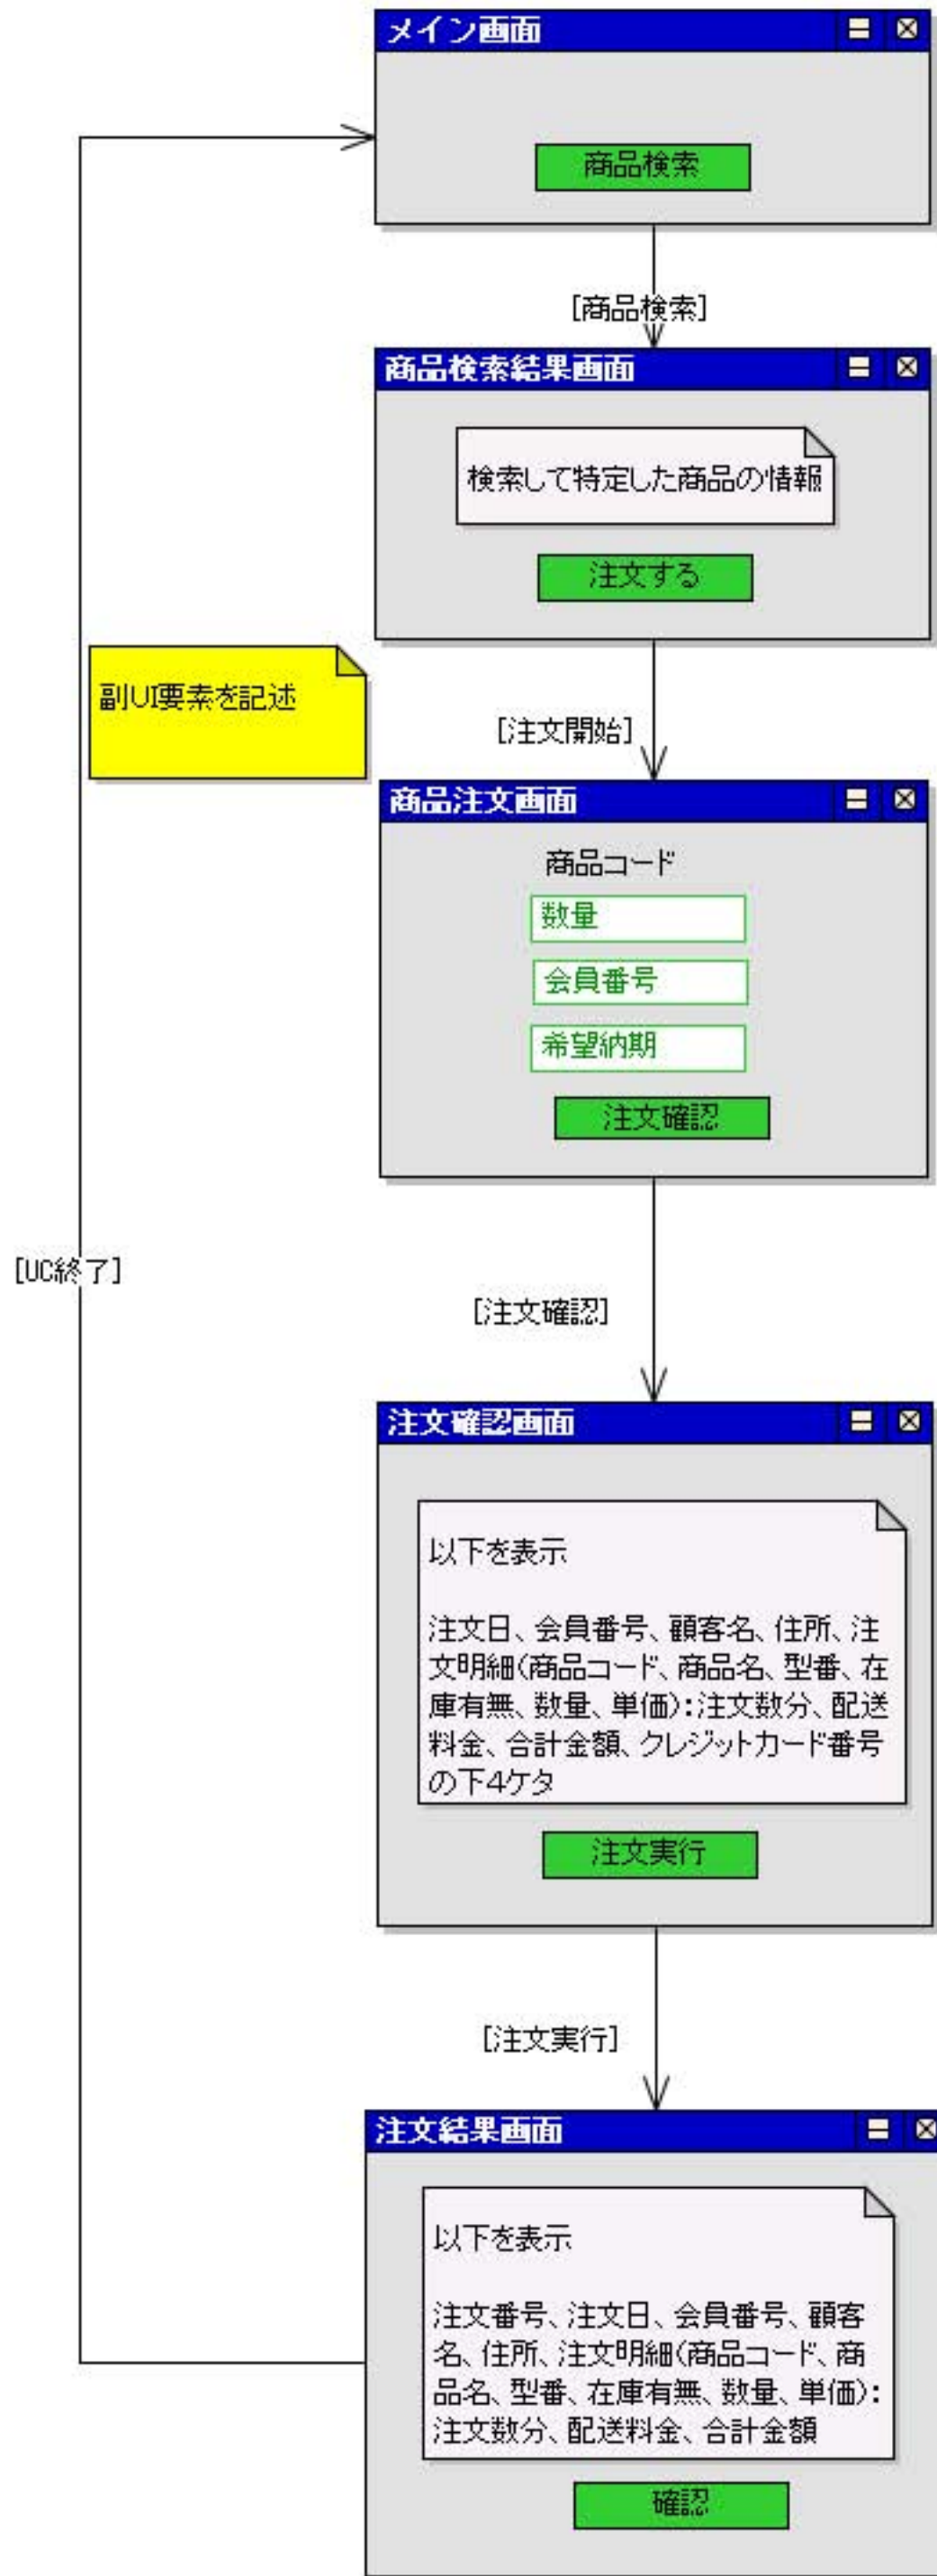 メイン画面
商品検索
[商品検索]
商品検索結果画面
検索して特定した商品の情報
注文する
副UI要素を記述
[注文開始]
商品注文画面
商品コード
数量
会員番号
希望納期
注文確認
[UC終了]
[注文確認]
注文確認画面
以下を表示
注文日、会員番号、顧客名、住所、注
文明細(商品コード、商品名、型番、在
庫有無、数量、単価):注文数分、配送
料金、合計金額、クレジットカード番号
の下4ケタ
注文実行
[注文実行]
注文結果画面
以下を表示
注文番号、注文日、会員番号、顧客
名、住所、注文明細(商品コード、商
品名、型番、在庫有無、数量、単価):
注文数分、配送料金、合計金額
確認